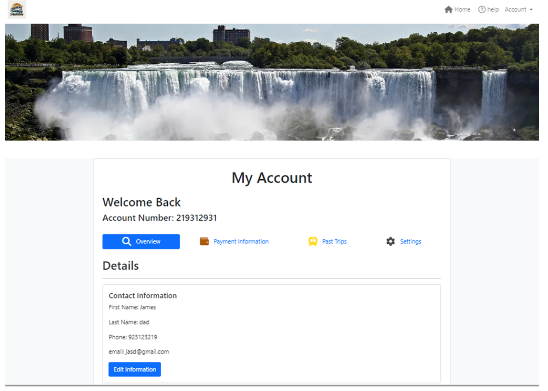 Home help Account
My Account
Welcome Back
Account Number: 219312931
Overview Payment Information Past Trips Settings
Details
Contact Information
First Name: James
Last Name: dad
Phone: 923123219
email: jasd@gmail.com
Edit Information